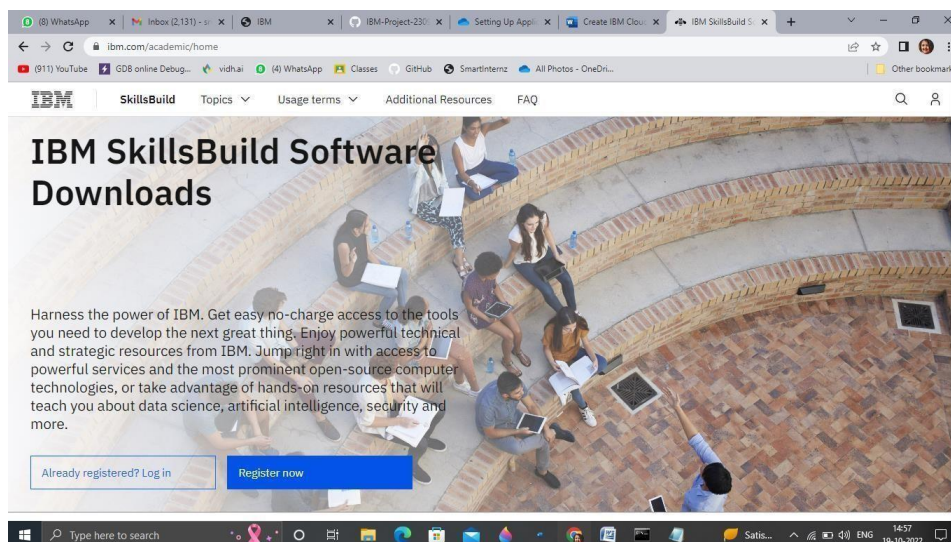 (8) WhatsApp
Inbox (2,131) - s
IBM
IBM-Project-230
Setting Up Appli
Create IBM Clou
IBM SkillsBuild S
ibm.com/academic/home
(911) YouTube
GDB online Debug...
vidh.ai
(4) WhatsApp
Classes
GitHub
SmartInternz
All Photos - OneDri...
Other bookmark
IBM
SkillsBuild
Topics
Usage terms
Additional Resources
FAQ
IBM SkillsBuild Software
Downloads
Harness the power of IBM. Get easy no-charge access to the tools
you need to develop the next great thing. Enjoy powerful technical
and strategic resources from IBM. Jump right in with access to
powerful services and the most prominent open-source computer
technologies, or take advantage of hands-on resources that will
teach you about data science, artificial intelligence, security and
more.
Already registered? Log in
Register now
Type here to search
Satis...
ENG
14:57
19-10-2022